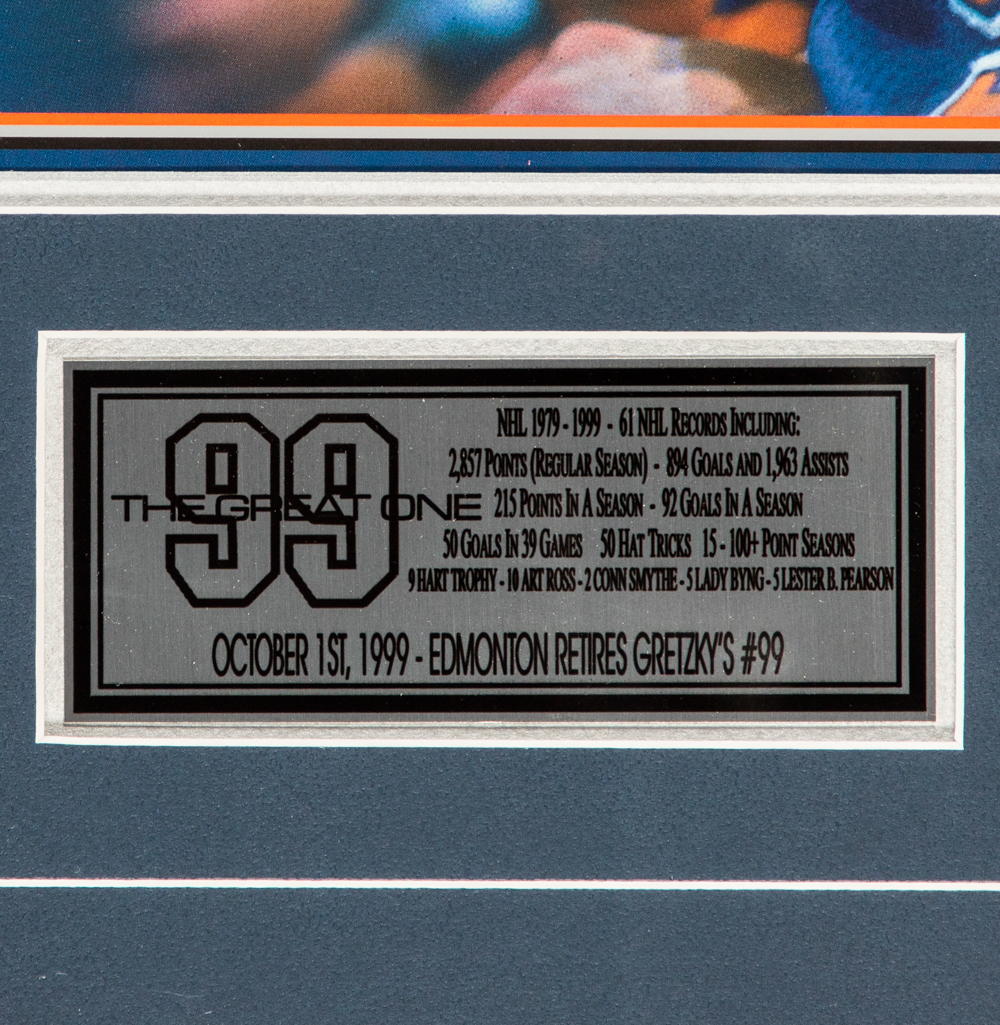 99
THE GREAT ONE
NHL 1979 - 1999 - 61 NHL RECORDS INCLUDING:
2,857 POINTS (REGULAR SEASON) - 894 GOALS AND 1,963 ASSISTS
215 POINTS IN A SEASON - 92 GOALS IN A SEASON
50 GOALS IN 39 GAMES 50 HAT TRICKS 15 - 100+ POINT SEASONS
9 HART TROPHY - 10 ART ROSS - 2 CONN SMYTHE - 5 LADY BYNG - 5 LESTER B. PEARSON
OCTOBER 1ST, 1999 - EDMONTON RETIRES GRETZKY'S #99